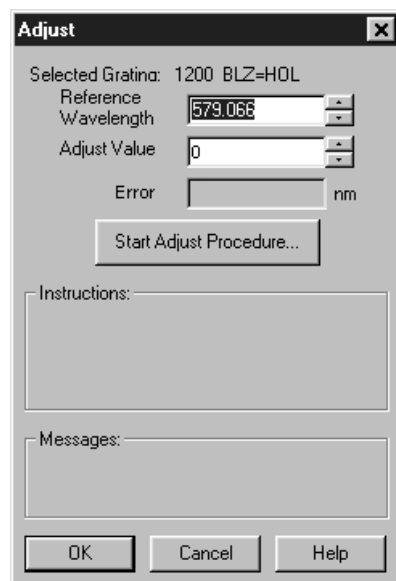 Adjust
Selected Grating: 1200 BLZ=HOL
Reference
Wavelength
579.066
Adjust Value
0
Error
nm
Start Adjust Procedure...
Instructions:
Messages:
OK
Cancel
Help